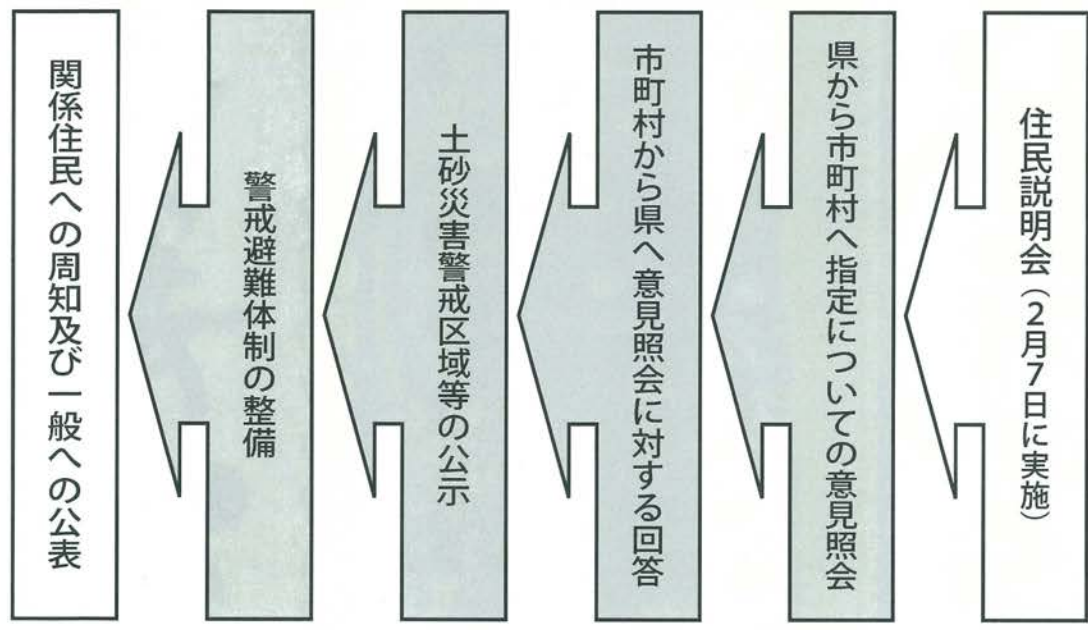 住民説明会（２月７日に実施）
県から市町村へ指定についての意見照会
市町村から県へ意見照会に対する回答
土砂災害警戒区域等の公示
警戒避難体制の整備
関係住民への周知及び一般への公表